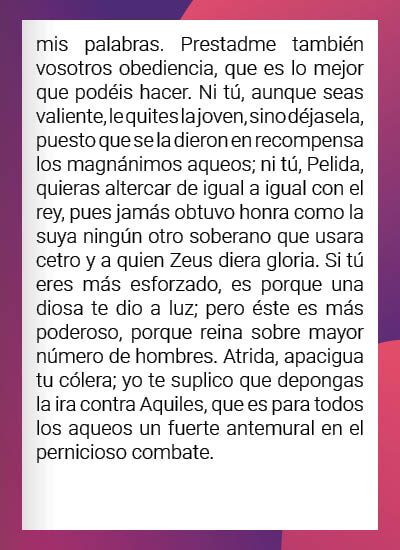 mis palabras. Prestadme también
vosotros obediencia, que es lo mejor
que podéis hacer. Ni tú, aunque seas
valiente, le quites la joven, sino déjasela,
puesto que se la dieron en recompensa
los magnánimos aqueos; ni tú, Pelida,
quieras altercar de igual a igual con el
rey, pues jamás obtuvo honra como la
suya ningún otro soberano que usara
cetro y a quien Zeus diera gloria. Si tú
eres más esforzado, es porque una
diosa te dio a luz; pero éste es más
poderoso, porque reina sobre mayor
número de hombres. Atrida, apacigua
tu cólera; yo te suplico que depongas
la ira contra Aquiles, que es para todos
los aqueos un fuerte antemural en el
pernicioso combate.